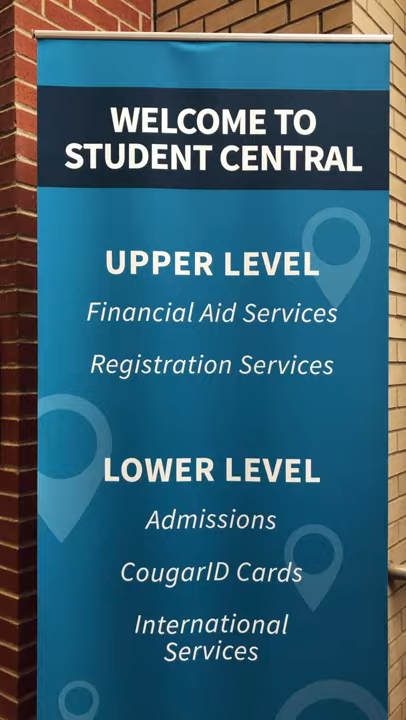 WELCOME TO
STUDENT CENTRAL
UPPER LEVEL
Financial Aid Services
Registration Services
LOWER LEVEL
Admissions
CougarID Cards
International
Services